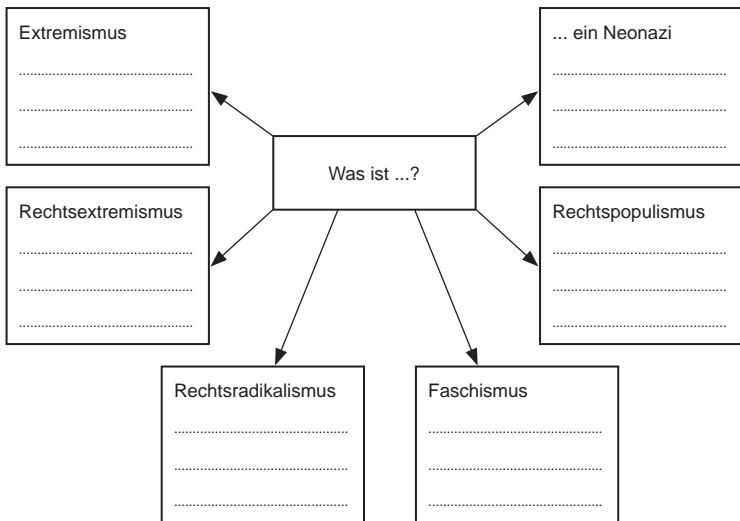 Extremismus
... ein Neonazi
Was ist ...?
Rechtsextremismus
Rechtspopulismus
Rechtsradikalismus
Faschismus